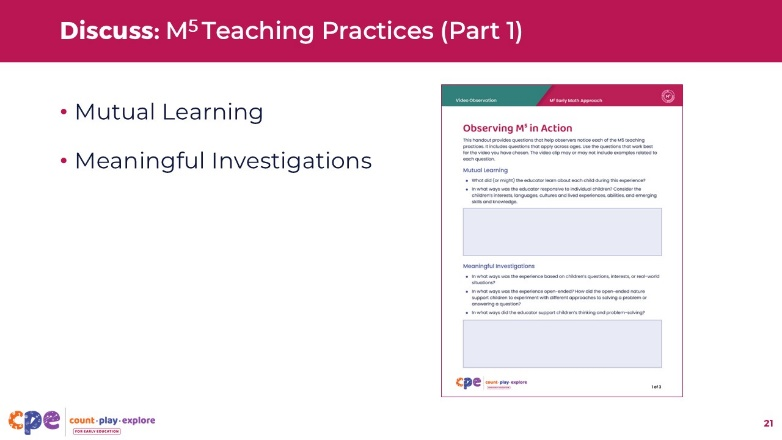 Discuss: M⁵ Teaching Practices (Part 1)
• Mutual Learning
• Meaningful Investigations
Video Observation
M⁵ Early Math Approach
Observing M⁵ in Action
This handout provides questions that help observers notice each of the M5 teaching
practices. It includes questions that apply across ages. Use the questions that work best
for the video you have chosen. The video clip may or may not include examples related to
each question.
Mutual Learning
• What did (or might) the educator learn about each child during this experience?
• In what ways was the educator responsive to individual children? Consider the
children's interests, languages, cultures and lived experiences, abilities, and emerging
skills and knowledge.
Meaningful Investigations
• In what ways was the experience based on children's questions, interests, or real-world
situations?
• In what ways was the experience open-ended? How did the open-ended nature
support children to experiment with different approaches to solving a problem or
answering a question?
• In what ways did the educator support children's thinking and problem-solving?
cpe count·play·explore
1 of 3
cpe count·play·explore
FOR EARLY EDUCATION
21